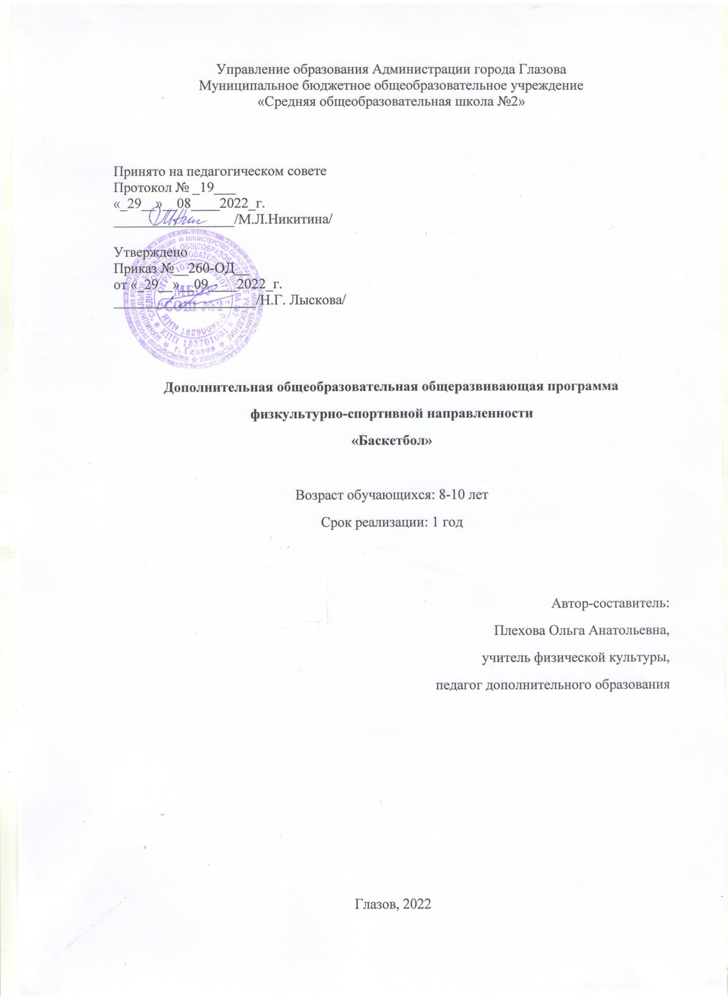 Управление образования Администрации города Глазова
Муниципальное бюджетное общеобразовательное учреждение
«Средняя общеобразовательная школа №2»
Принято на педагогическом совете
Протокол № _19___
«_29__»__08____2022_г.
_________________/М.Л.Никитина/
Утверждено
Приказ №__260-ОД__
от «_29__»__09____2022_г.
____________________/Н.Г. Лыскова/
МБОУ
"СОШ №2"
г. Глазов
Дополнительная общеобразовательная общеразвивающая программа
физкультурно-спортивной направленности
«Баскетбол»
Возраст обучающихся: 8-10 лет
Срок реализации: 1 год
Автор-составитель:
Плехова Ольга Анатольевна,
учитель физической культуры,
педагог дополнительного образования
Глазов, 2022